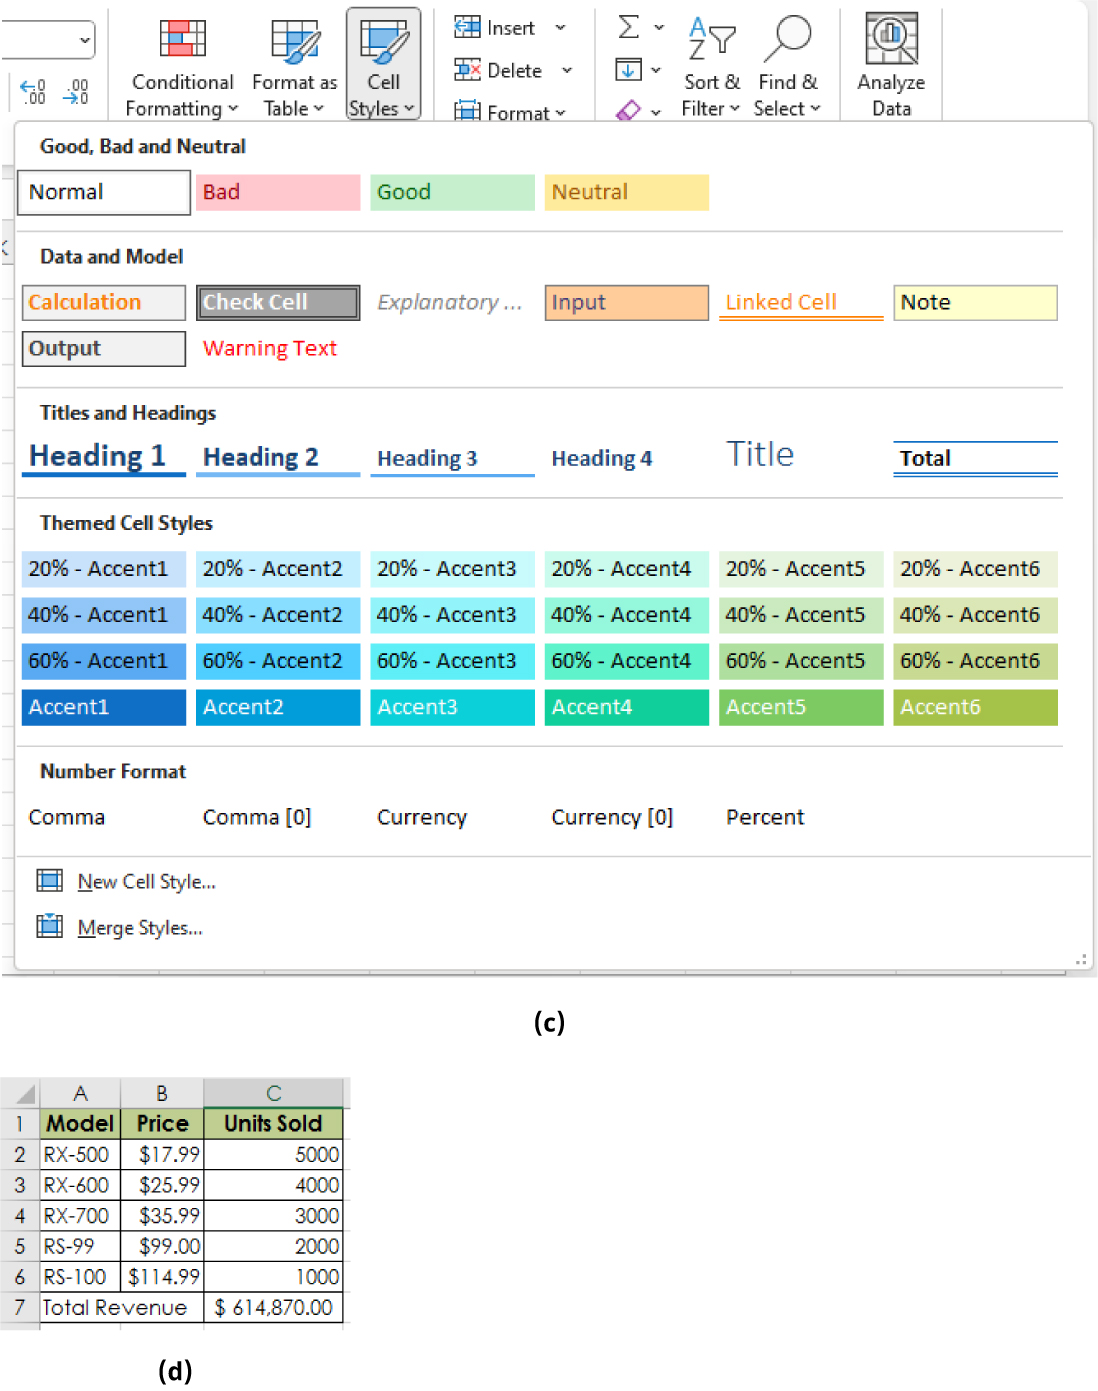 Conditional Formatting
Format as Table
Cell Styles
Insert
Delete
Format
Sort & Filter
Find & Select
Analyze Data
←0 .00
.00 →0
Σ
A Z
Good, Bad and Neutral
Normal Bad Good Neutral
Data and Model
Calculation Check Cell Explanatory ... Input Linked Cell Note
Output Warning Text
Titles and Headings
Heading 1 Heading 2 Heading 3 Heading 4 Title Total
Themed Cell Styles
20% - Accent1 20% - Accent2 20% - Accent3 20% - Accent4 20% - Accent5 20% - Accent6
40% - Accent1 40% - Accent2 40% - Accent3 40% - Accent4 40% - Accent5 40% - Accent6
60% - Accent1 60% - Accent2 60% - Accent3 60% - Accent4 60% - Accent5 60% - Accent6
Accent1 Accent2 Accent3 Accent4 Accent5 Accent6
Number Format
Comma Comma [0] Currency Currency [0] Percent
New Cell Style...
Merge Styles...
(c)
A B C
1 Model Price Units Sold
2 RX-500 $17.99 5000
3 RX-600 $25.99 4000
4 RX-700 $35.99 3000
5 RS-99 $99.00 2000
6 RS-100 $114.99 1000
7 Total Revenue $ 614,870.00
(d)